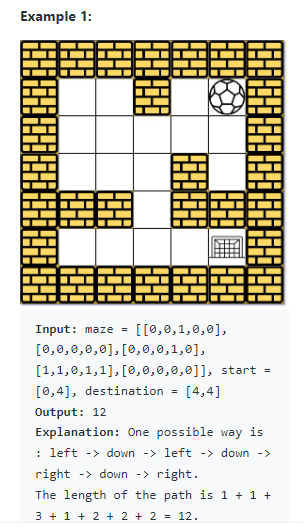 Example 1:
Input: maze = [[0,0,1,0,0],
[0,0,0,0,0],[0,0,0,1,0],
[1,1,0,1,1],[0,0,0,0,0]], start =
[0,4], destination = [4,4]
Output: 12
Explanation: One possible way is
: left -> down -> left -> down ->
right -> down -> right.
The length of the path is 1 + 1 +
3 + 1 + 2 + 2 + 2 = 12.